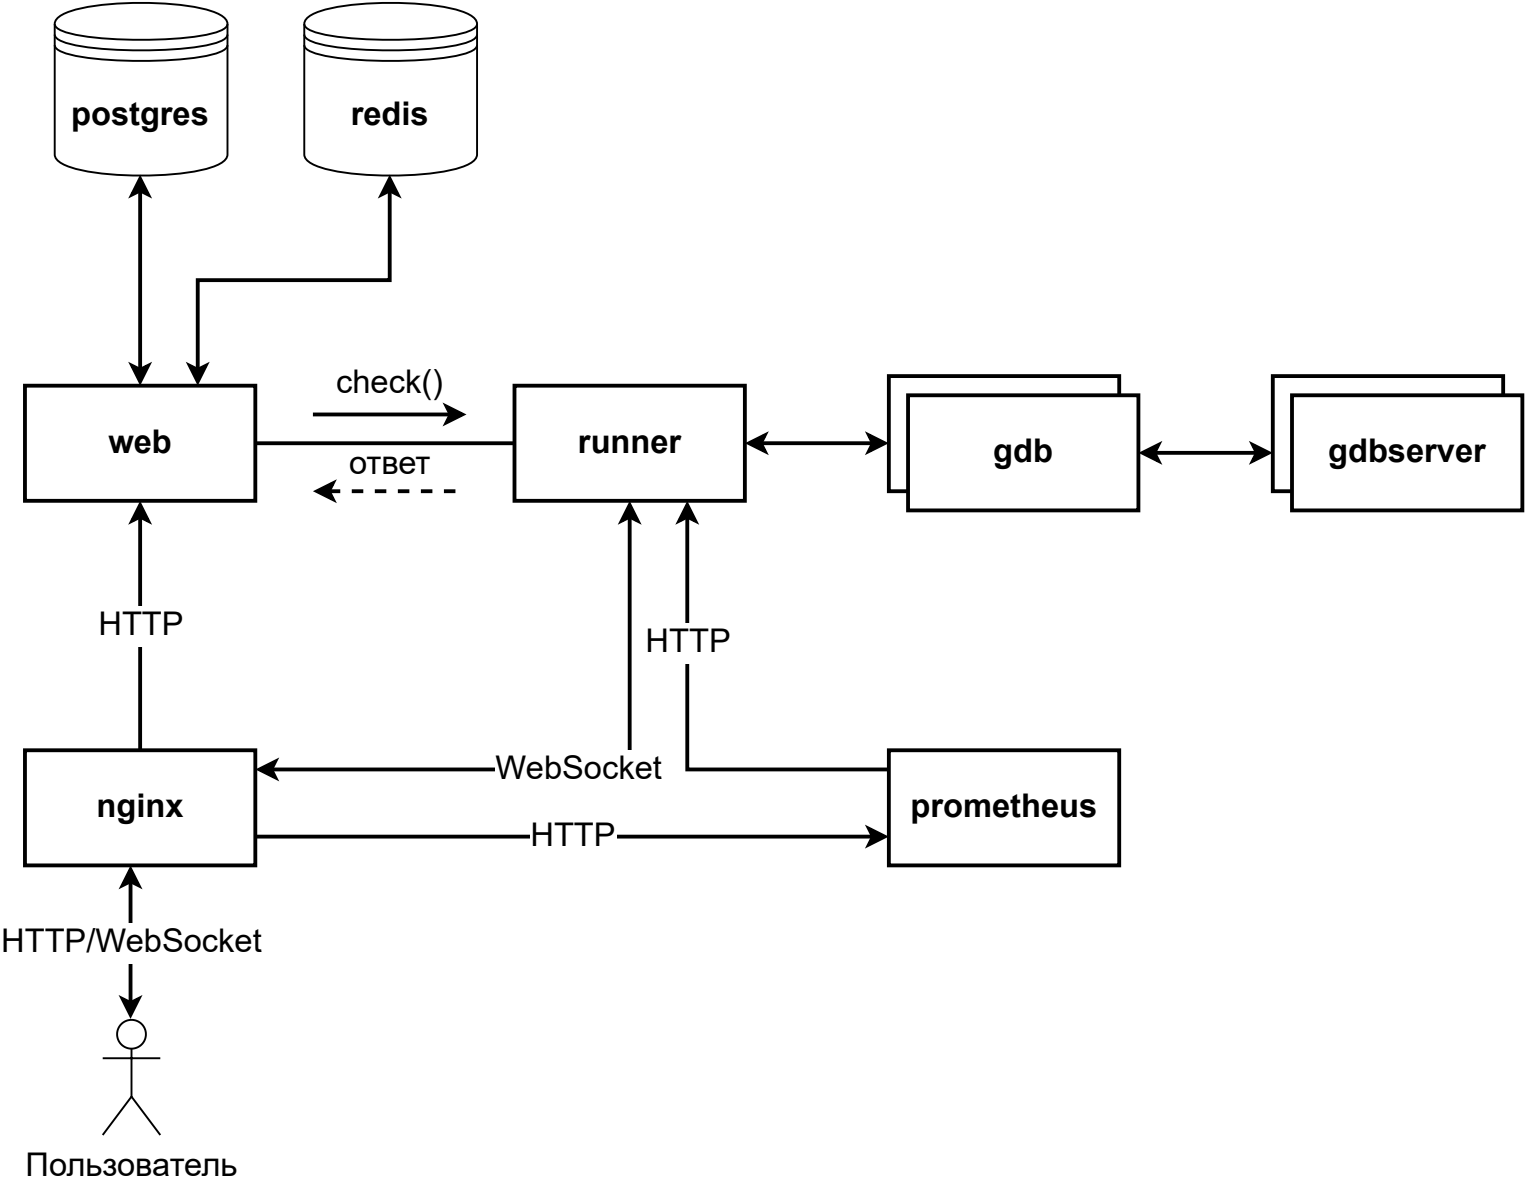 postgres
redis
check()
web
runner
gdb
gdbserver
ответ
HTTP
HTTP
WebSocket
nginx
prometheus
HTTP
HTTP/WebSocket
Пользователь